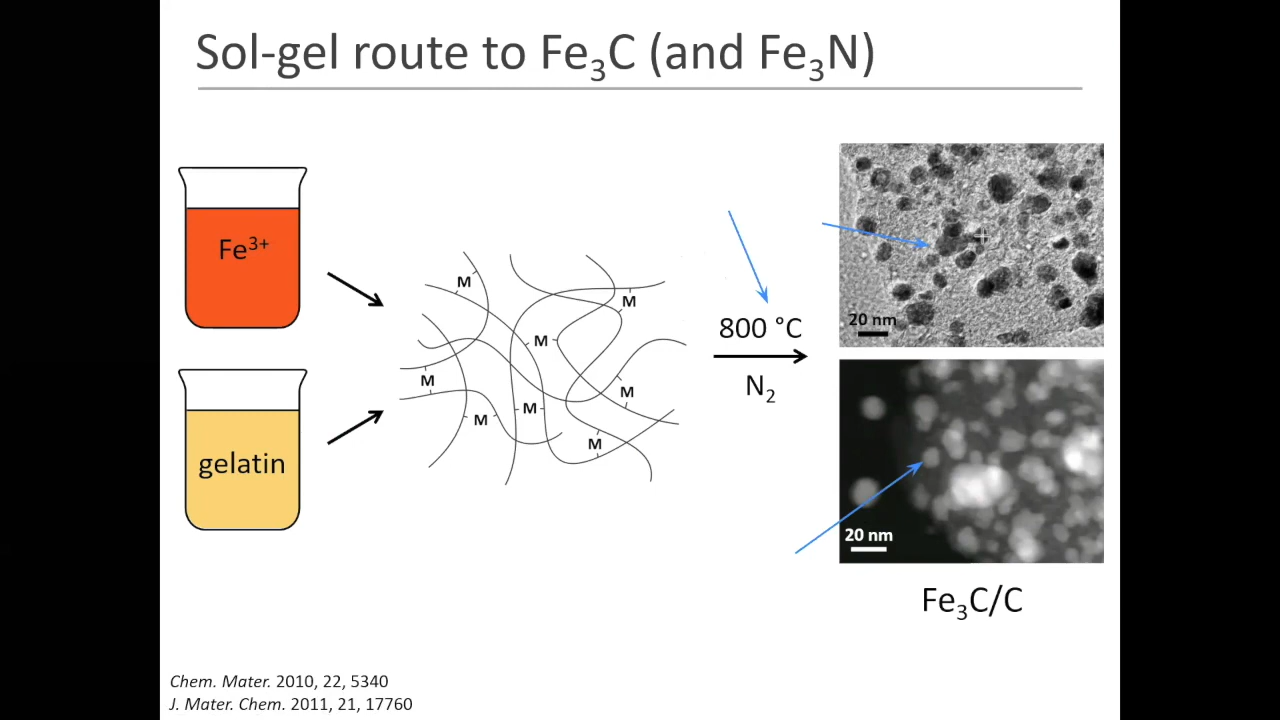 Sol-gel route to Fe₃C (and Fe₃N)
Fe³⁺
gelatin
M
M
M
M
M
M
M
M
800 °C
N₂
20 nm
20 nm
Fe₃C/C
Chem. Mater. 2010, 22, 5340
J. Mater. Chem. 2011, 21, 17760